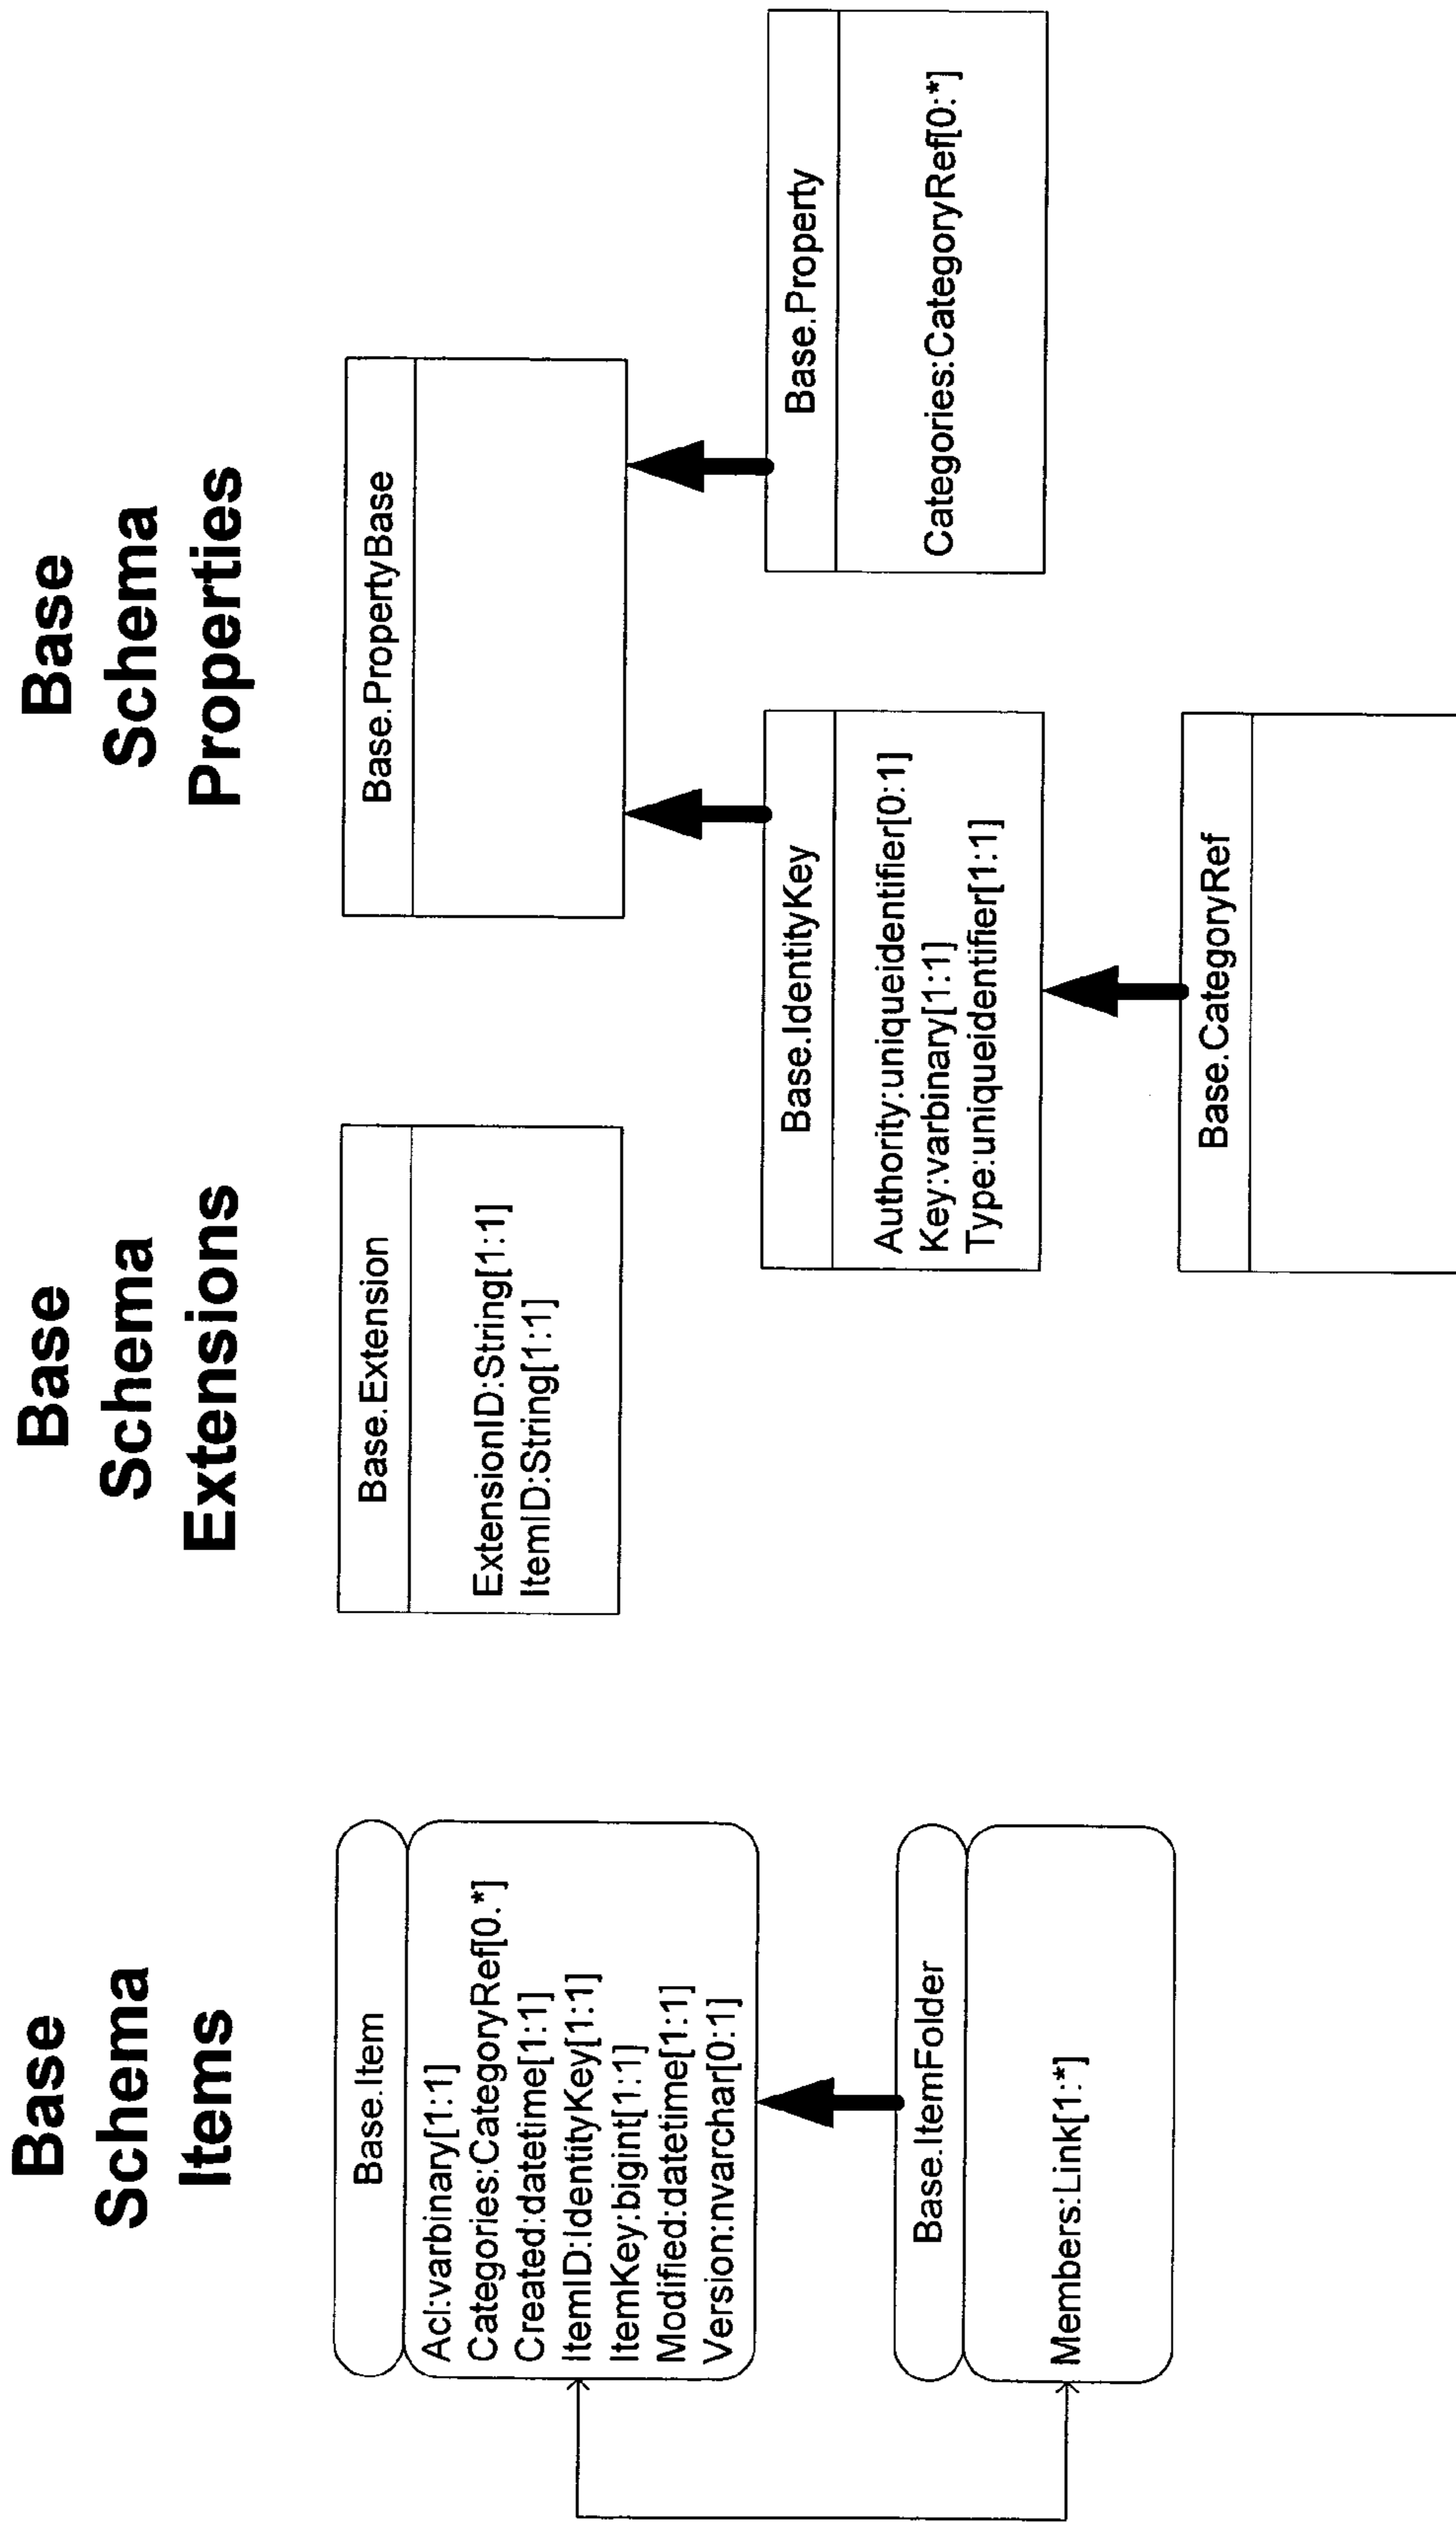 Base
Schema
Items
Base.Item
Acl:varbinary[1:1]
Categories:CategoryRef[0.*]
Created:datetime[1:1]
ItemID:IdentityKey[1:1]
ItemKey:bigint[1:1]
Modified:datetime[1:1]
Version:nvarchar[0:1]
Base.ItemFolder
Members:Link[1:*]
Base
Schema
Extensions
Base.Extension
ExtensionID:String[1:1]
ItemID:String[1:1]
Base
Schema
Properties
Base.PropertyBase
Base.IdentityKey
Authority:uniqueidentifier[0:1]
Key:varbinary[1:1]
Type:uniqueidentifier[1:1]
Base.Property
Categories:CategoryRef[0:*]
Base.CategoryRef